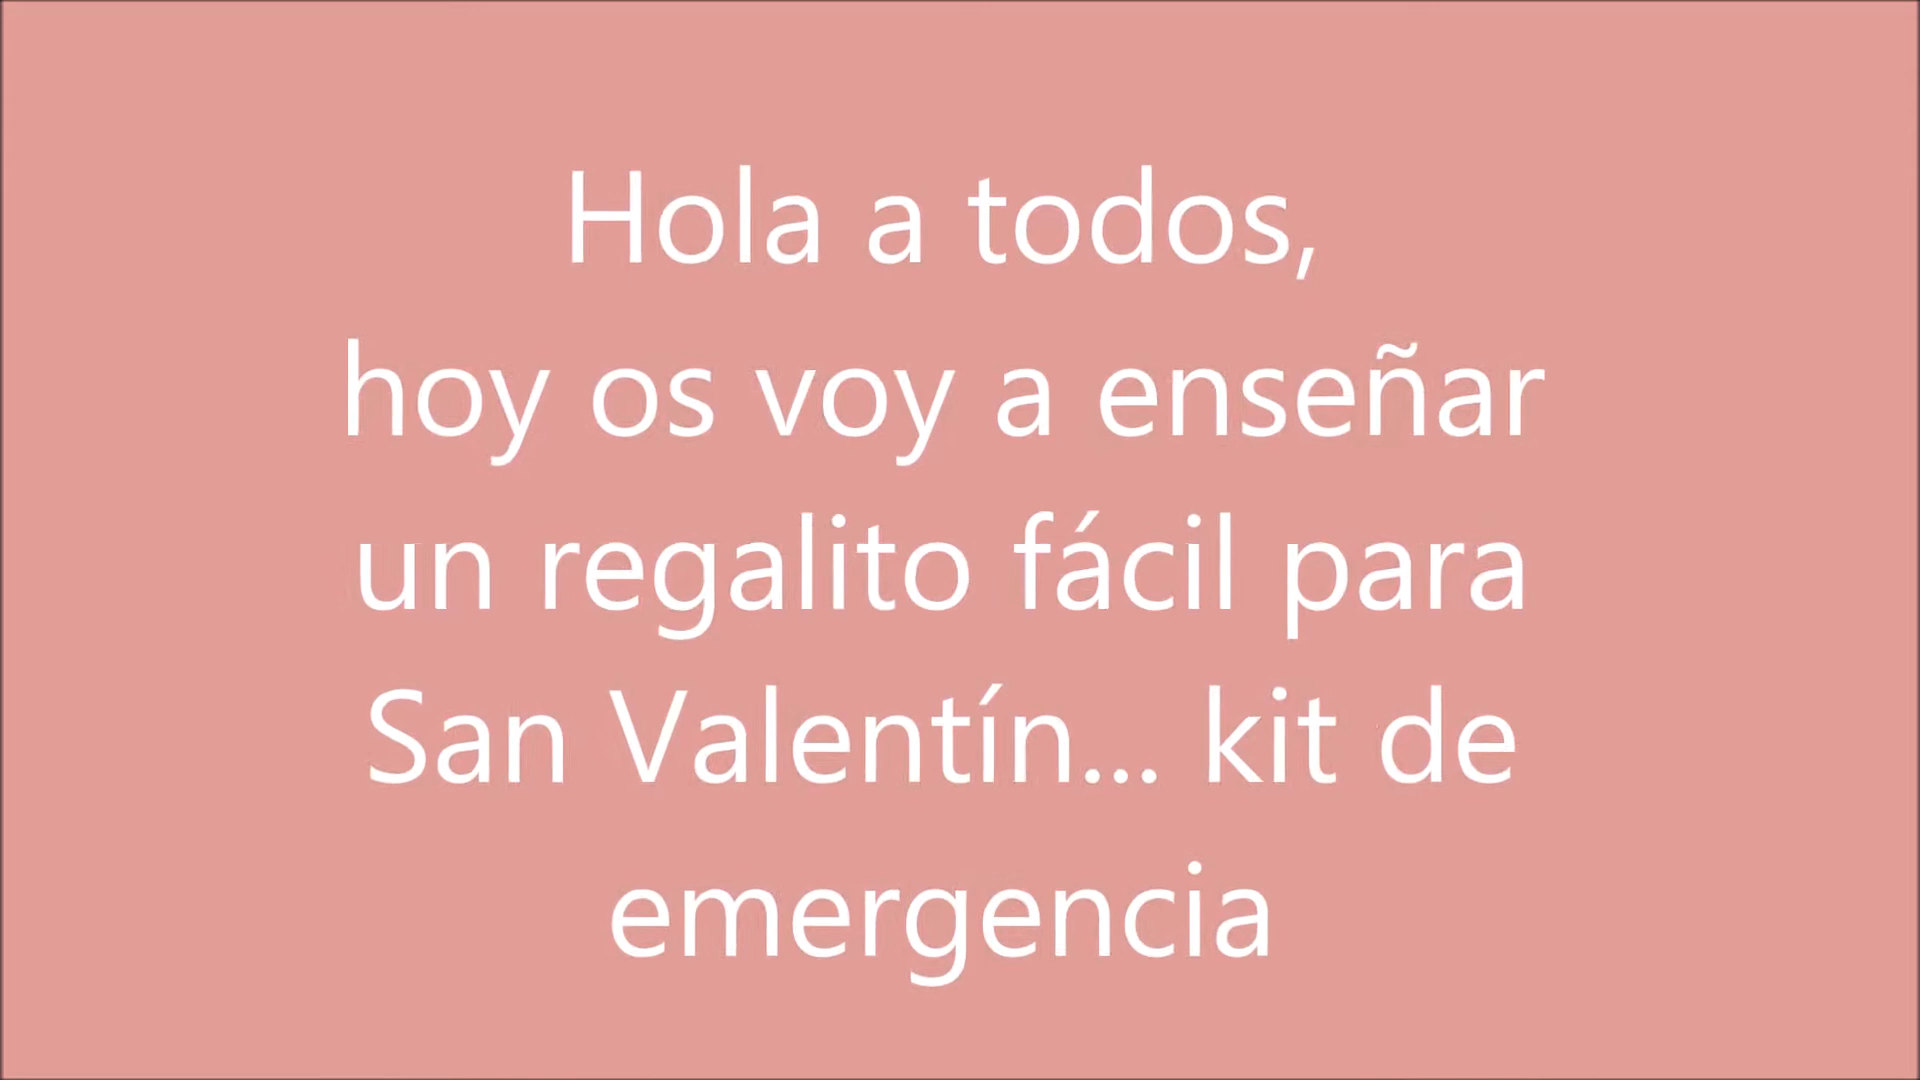 Hola a todos,
hoy os voy a enseñar
un regalito fácil para
San Valentín... kit de
emergencia